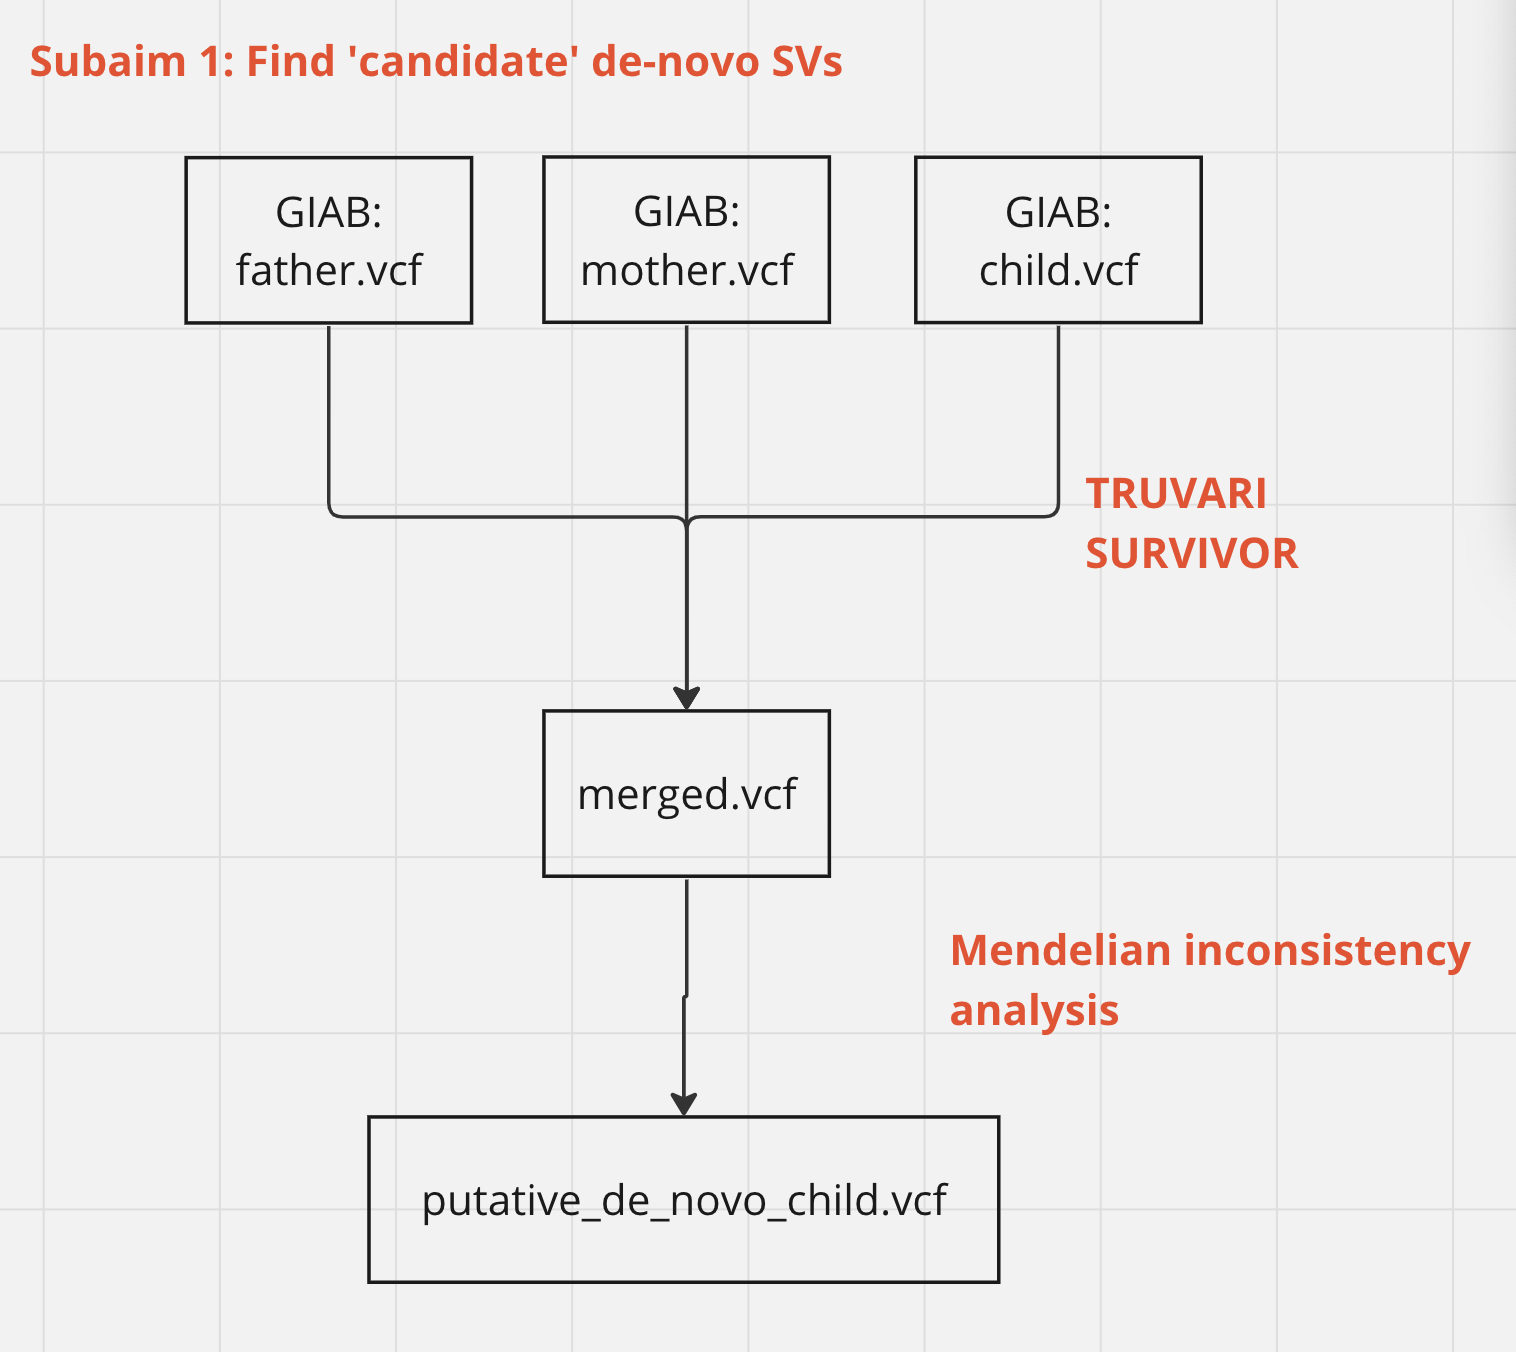 Subaim 1: Find 'candidate' de-novo SVs
GIAB:
father.vcf
GIAB:
mother.vcf
GIAB:
child.vcf
TRUVARI
SURVIVOR
merged.vcf
Mendelian inconsistency
analysis
putative_de_novo_child.vcf